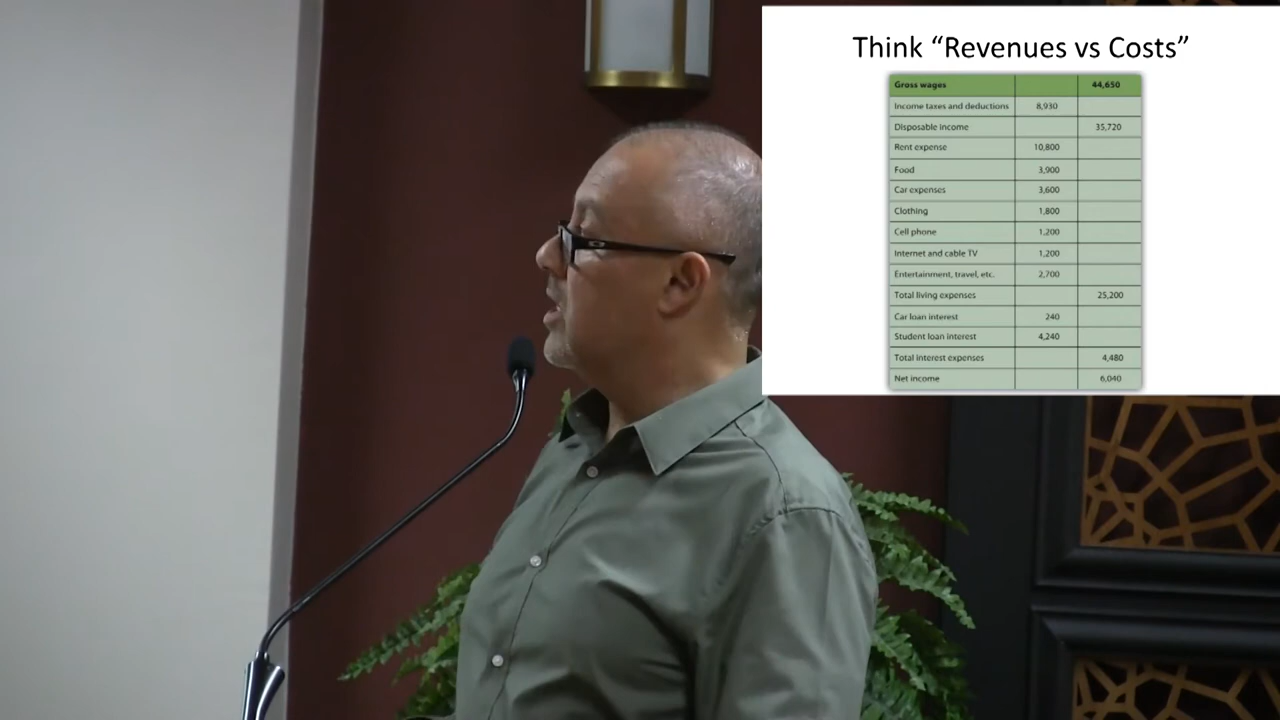 Think “Revenues vs Costs”
Gross wages 44,650
Income taxes and deductions 8,930
Disposable income 35,720
Rent expense 10,800
Food 3,900
Car expenses 3,600
Clothing 1,800
Cell phone 1,200
Internet and cable TV 1,200
Entertainment, travel, etc. 2,700
Total living expenses 25,200
Car loan interest 240
Student loan interest 4,240
Total interest expenses 4,480
Net income 6,040